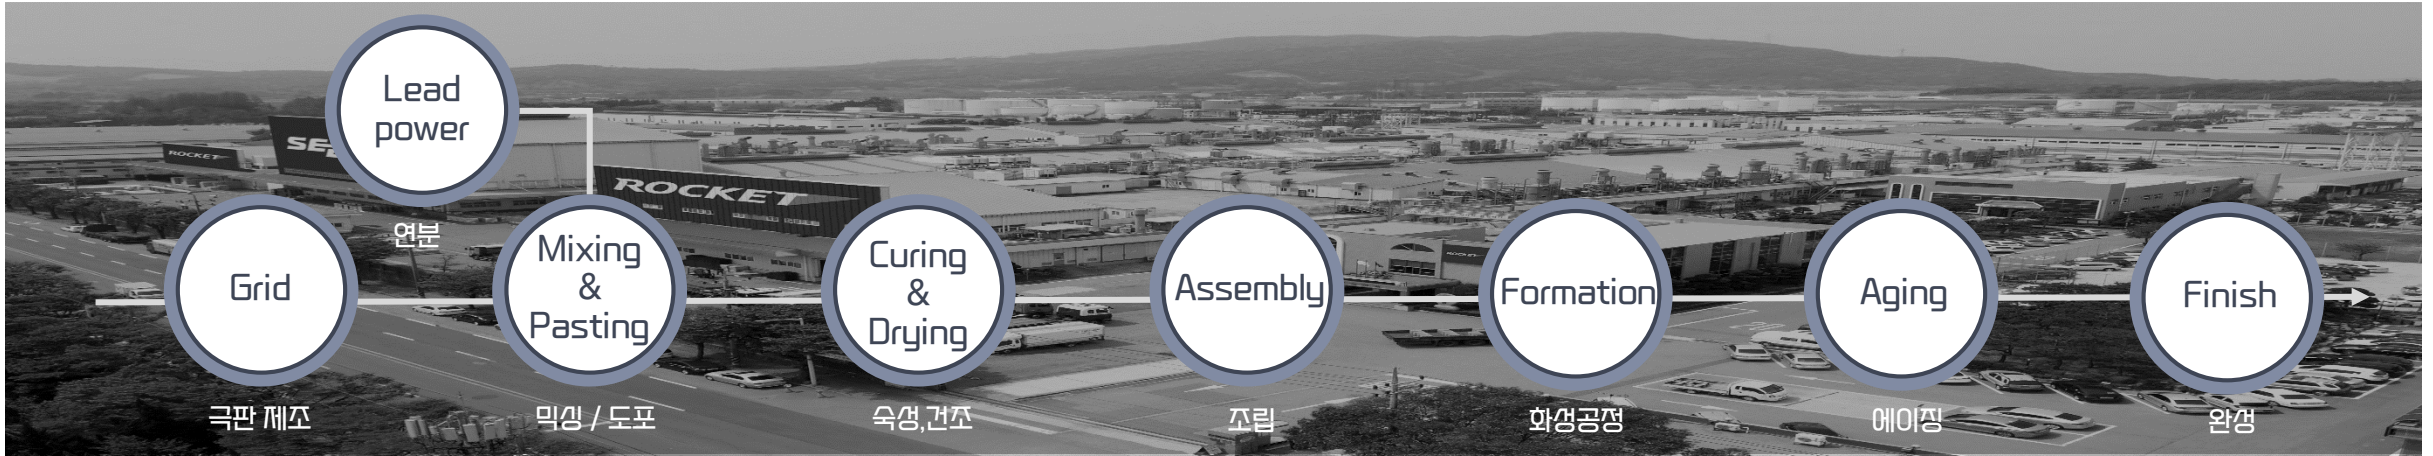 Lead
power
연분
ROCKET
ROCKET
Grid
극판 제조
Mixing
&
Pasting
믹싱 / 도포
Curing
&
Drying
숙성,건조
Assembly
조립
Formation
화성공정
Aging
에이징
Finish
완성